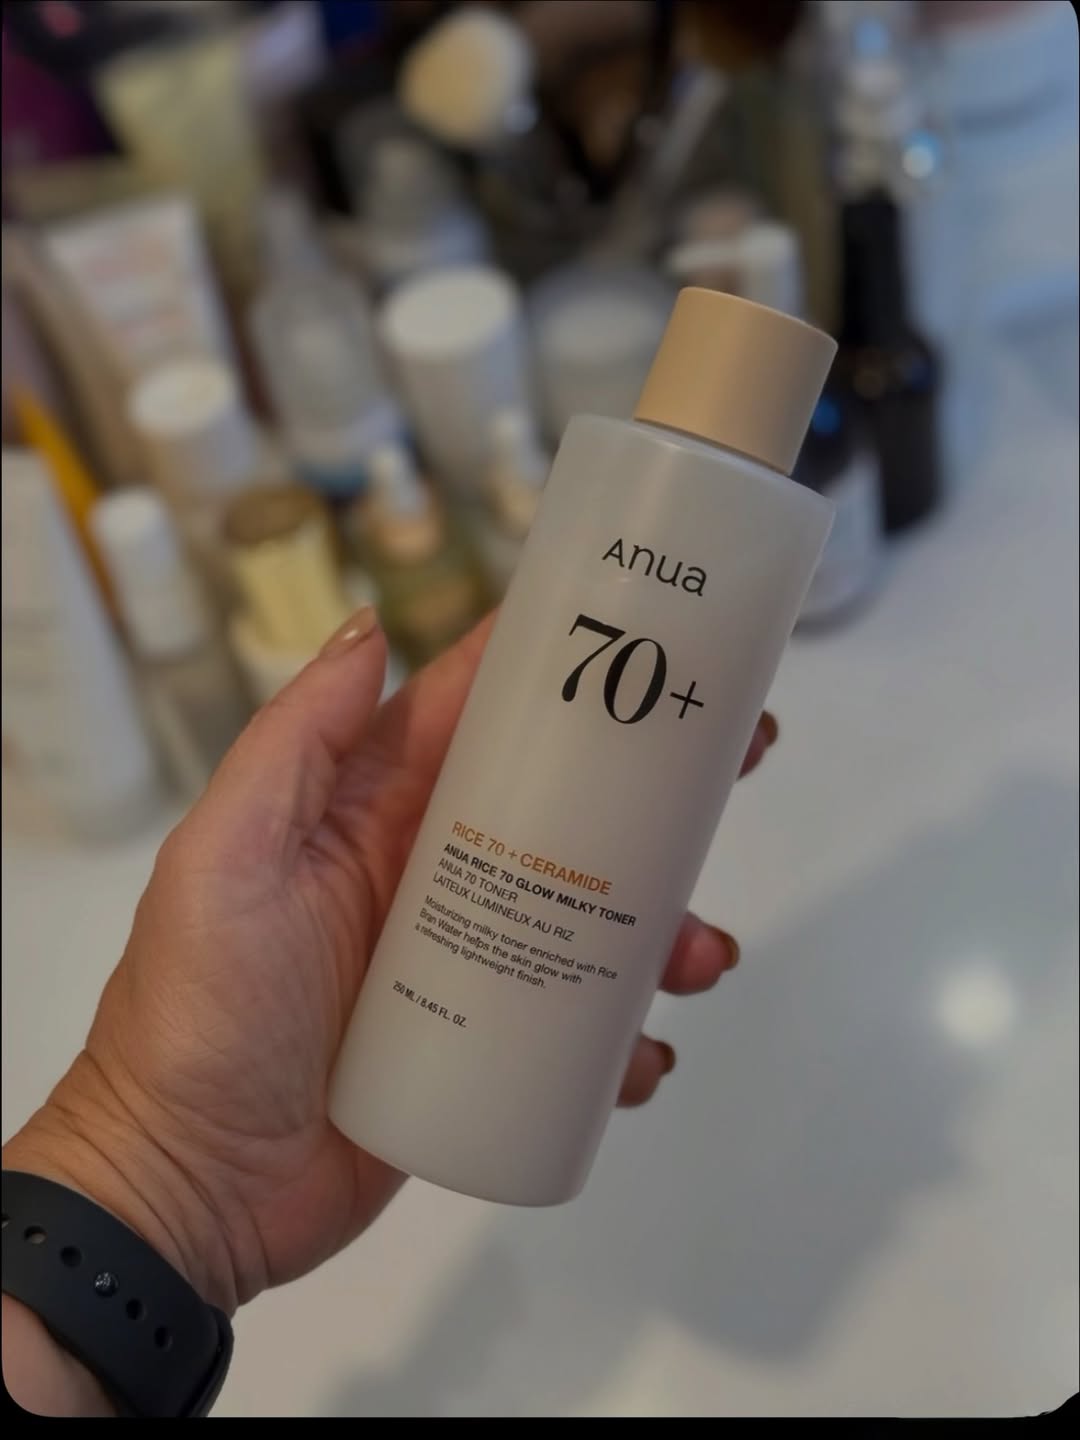 Anua
70+
RICE 70 + CERAMIDE
ANUA RICE 70 GLOW MILKY TONER
ANUA 70 TONER
LAITEUX LUMINEUX AU RIZ
Moisturizing milky toner enriched with Rice
Bran Water helps the skin glow with
a refreshing lightweight finish.
250 ML / 8.45 FL. OZ.